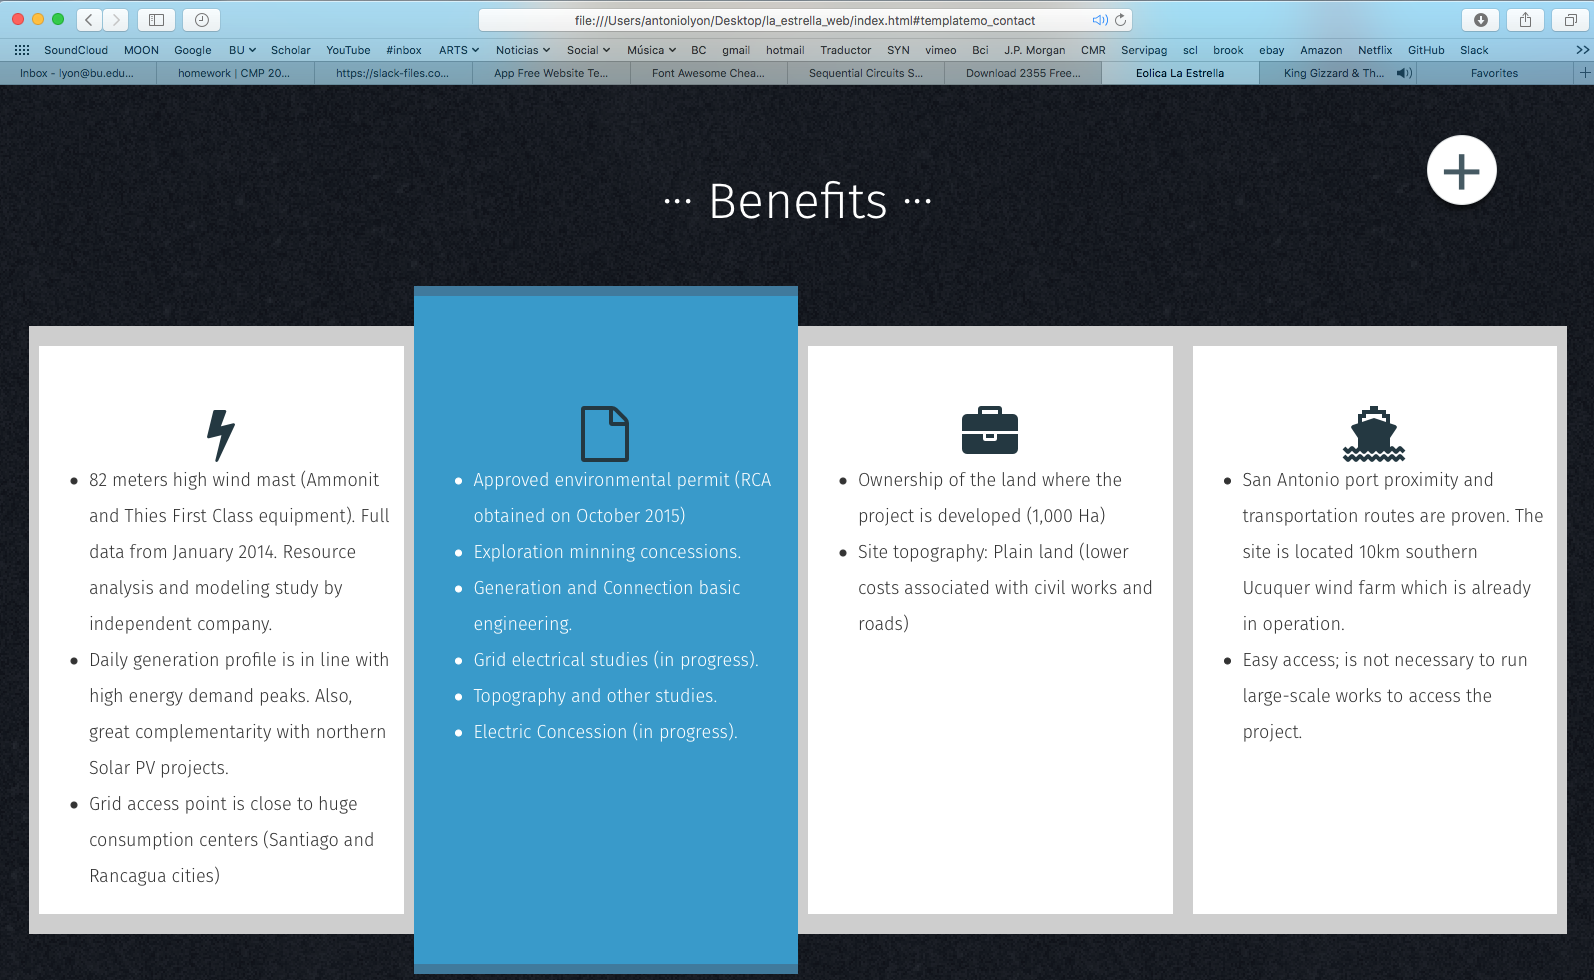 file:///Users/antoniolyon/Desktop/la_estrella_web/index.html#templatemo_contact
SoundCloud MOON Google BU Scholar YouTube #inbox ARTS Noticias Social Música BC gmail hotmail Traductor SYN vimeo Bci J.P. Morgan CMR Servipag scl brook ebay Amazon Netflix GitHub Slack >>
Inbox - lyon@bu.edu... homework | CMP 20... https://slack-files.co... App Free Website Te... Font Awesome Chea... Sequential Circuits S... Download 2355 Free... Eolica La Estrella King Gizzard & Th... Favorites +
··· Benefits ···
• 82 meters high wind mast (Ammonit
and Thies First Class equipment). Full
data from January 2014. Resource
analysis and modeling study by
independent company.
• Daily generation profile is in line with
high energy demand peaks. Also,
great complementarity with northern
Solar PV projects.
• Grid access point is close to huge
consumption centers (Santiago and
Rancagua cities)
• Approved environmental permit (RCA
obtained on October 2015)
• Exploration minning concessions.
• Generation and Connection basic
engineering.
• Grid electrical studies (in progress).
• Topography and other studies.
• Electric Concession (in progress).
• Ownership of the land where the
project is developed (1,000 Ha)
• Site topography: Plain land (lower
costs associated with civil works and
roads)
• San Antonio port proximity and
transportation routes are proven. The
site is located 10km southern
Ucuquer wind farm which is already
in operation.
• Easy access; is not necessary to run
large-scale works to access the
project.